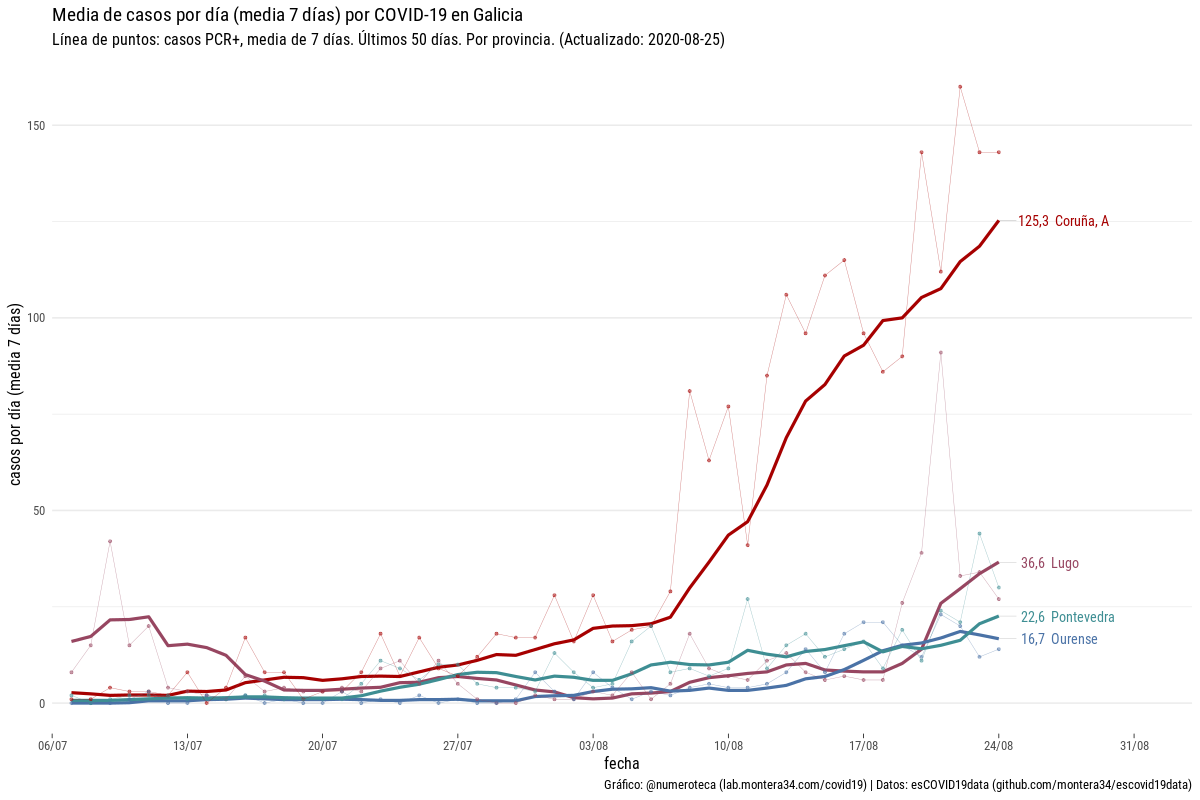 Media de casos por día (media 7 días) por COVID-19 en Galicia
Línea de puntos: casos PCR+, media de 7 días. Últimos 50 días. Por provincia. (Actualizado: 2020-08-25)
casos por día (media 7 días)
150
100
50
0
125,3 Coruña, A
36,6 Lugo
22,6 Pontevedra
16,7 Ourense
06/07 13/07 20/07 27/07 03/08 10/08 17/08 24/08 31/08
fecha
Gráfico: @numeroteca (lab.montera34.com/covid19) | Datos: esCOVID19data (github.com/montera34/escovid19data)